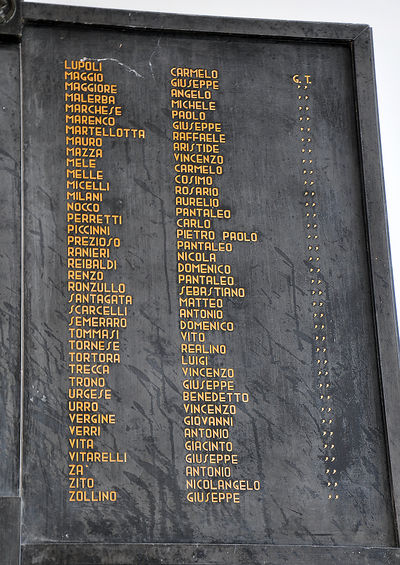 LUPOLI CARMELO G. T.
MAGGIO GIUSEPPE " "
MAGGIORE ANGELO " "
MALERBA MICHELE " "
MARCHESE PAOLO " "
MARENCO GIUSEPPE " "
MARTELLOTTA RAFFAELE " "
MAURO ARISTIDE " "
MAZZA VINCENZO " "
MELE CARMELO " "
MELLE COSIMO " "
MICELLI ROSARIO " "
MILANI AURELIO " "
NOCCO PANTALEO " "
PERRETTI CARLO " "
PICCINNI PIETRO PAOLO " "
PREZIOSO PANTALEO " "
RANIERI NICOLA " "
REIBALDI DOMENICO " "
RENZO PANTALEO " "
RONZULLO SEBASTIANO " "
SANTAGATA MATTEO " "
SCARCELLI ANTONIO " "
SEMERARO DOMENICO " "
TOMMASI VITO " "
TORNESE REALINO " "
TORTORA LUIGI " "
TRECCA VINCENZO " "
TRONO GIUSEPPE " "
URGESE BENEDETTO " "
URRO VINCENZO " "
VERGINE GIOVANNI " "
VERRI ANTONIO " "
VITA GIACINTO " "
VITARELLI GIUSEPPE " "
ZA' ANTONIO " "
ZITO NICOLANGELO " "
ZOLLINO GIUSEPPE " "